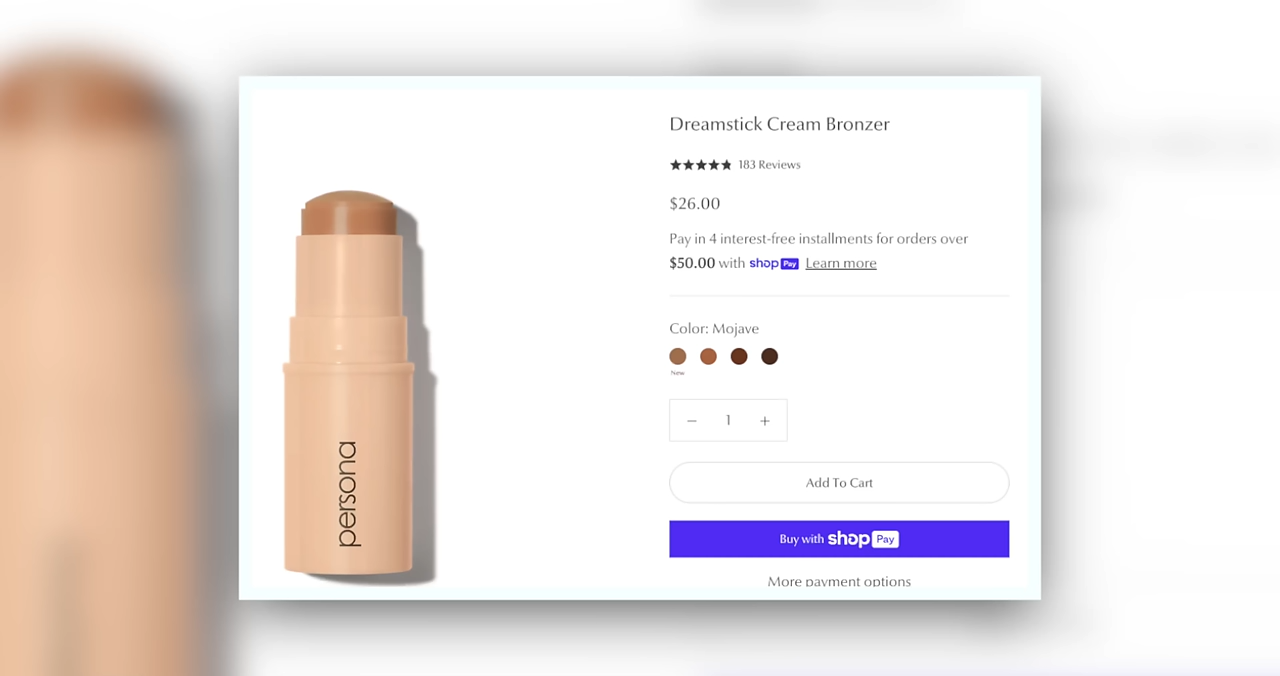 Dreamstick Cream Bronzer
183 Reviews
$26.00
Pay in 4 interest-free installments for orders over
$50.00 with shop Pay Learn more
Color: Mojave
New
− 1 +
Add To Cart
Buy with shop Pay
More payment options
persona